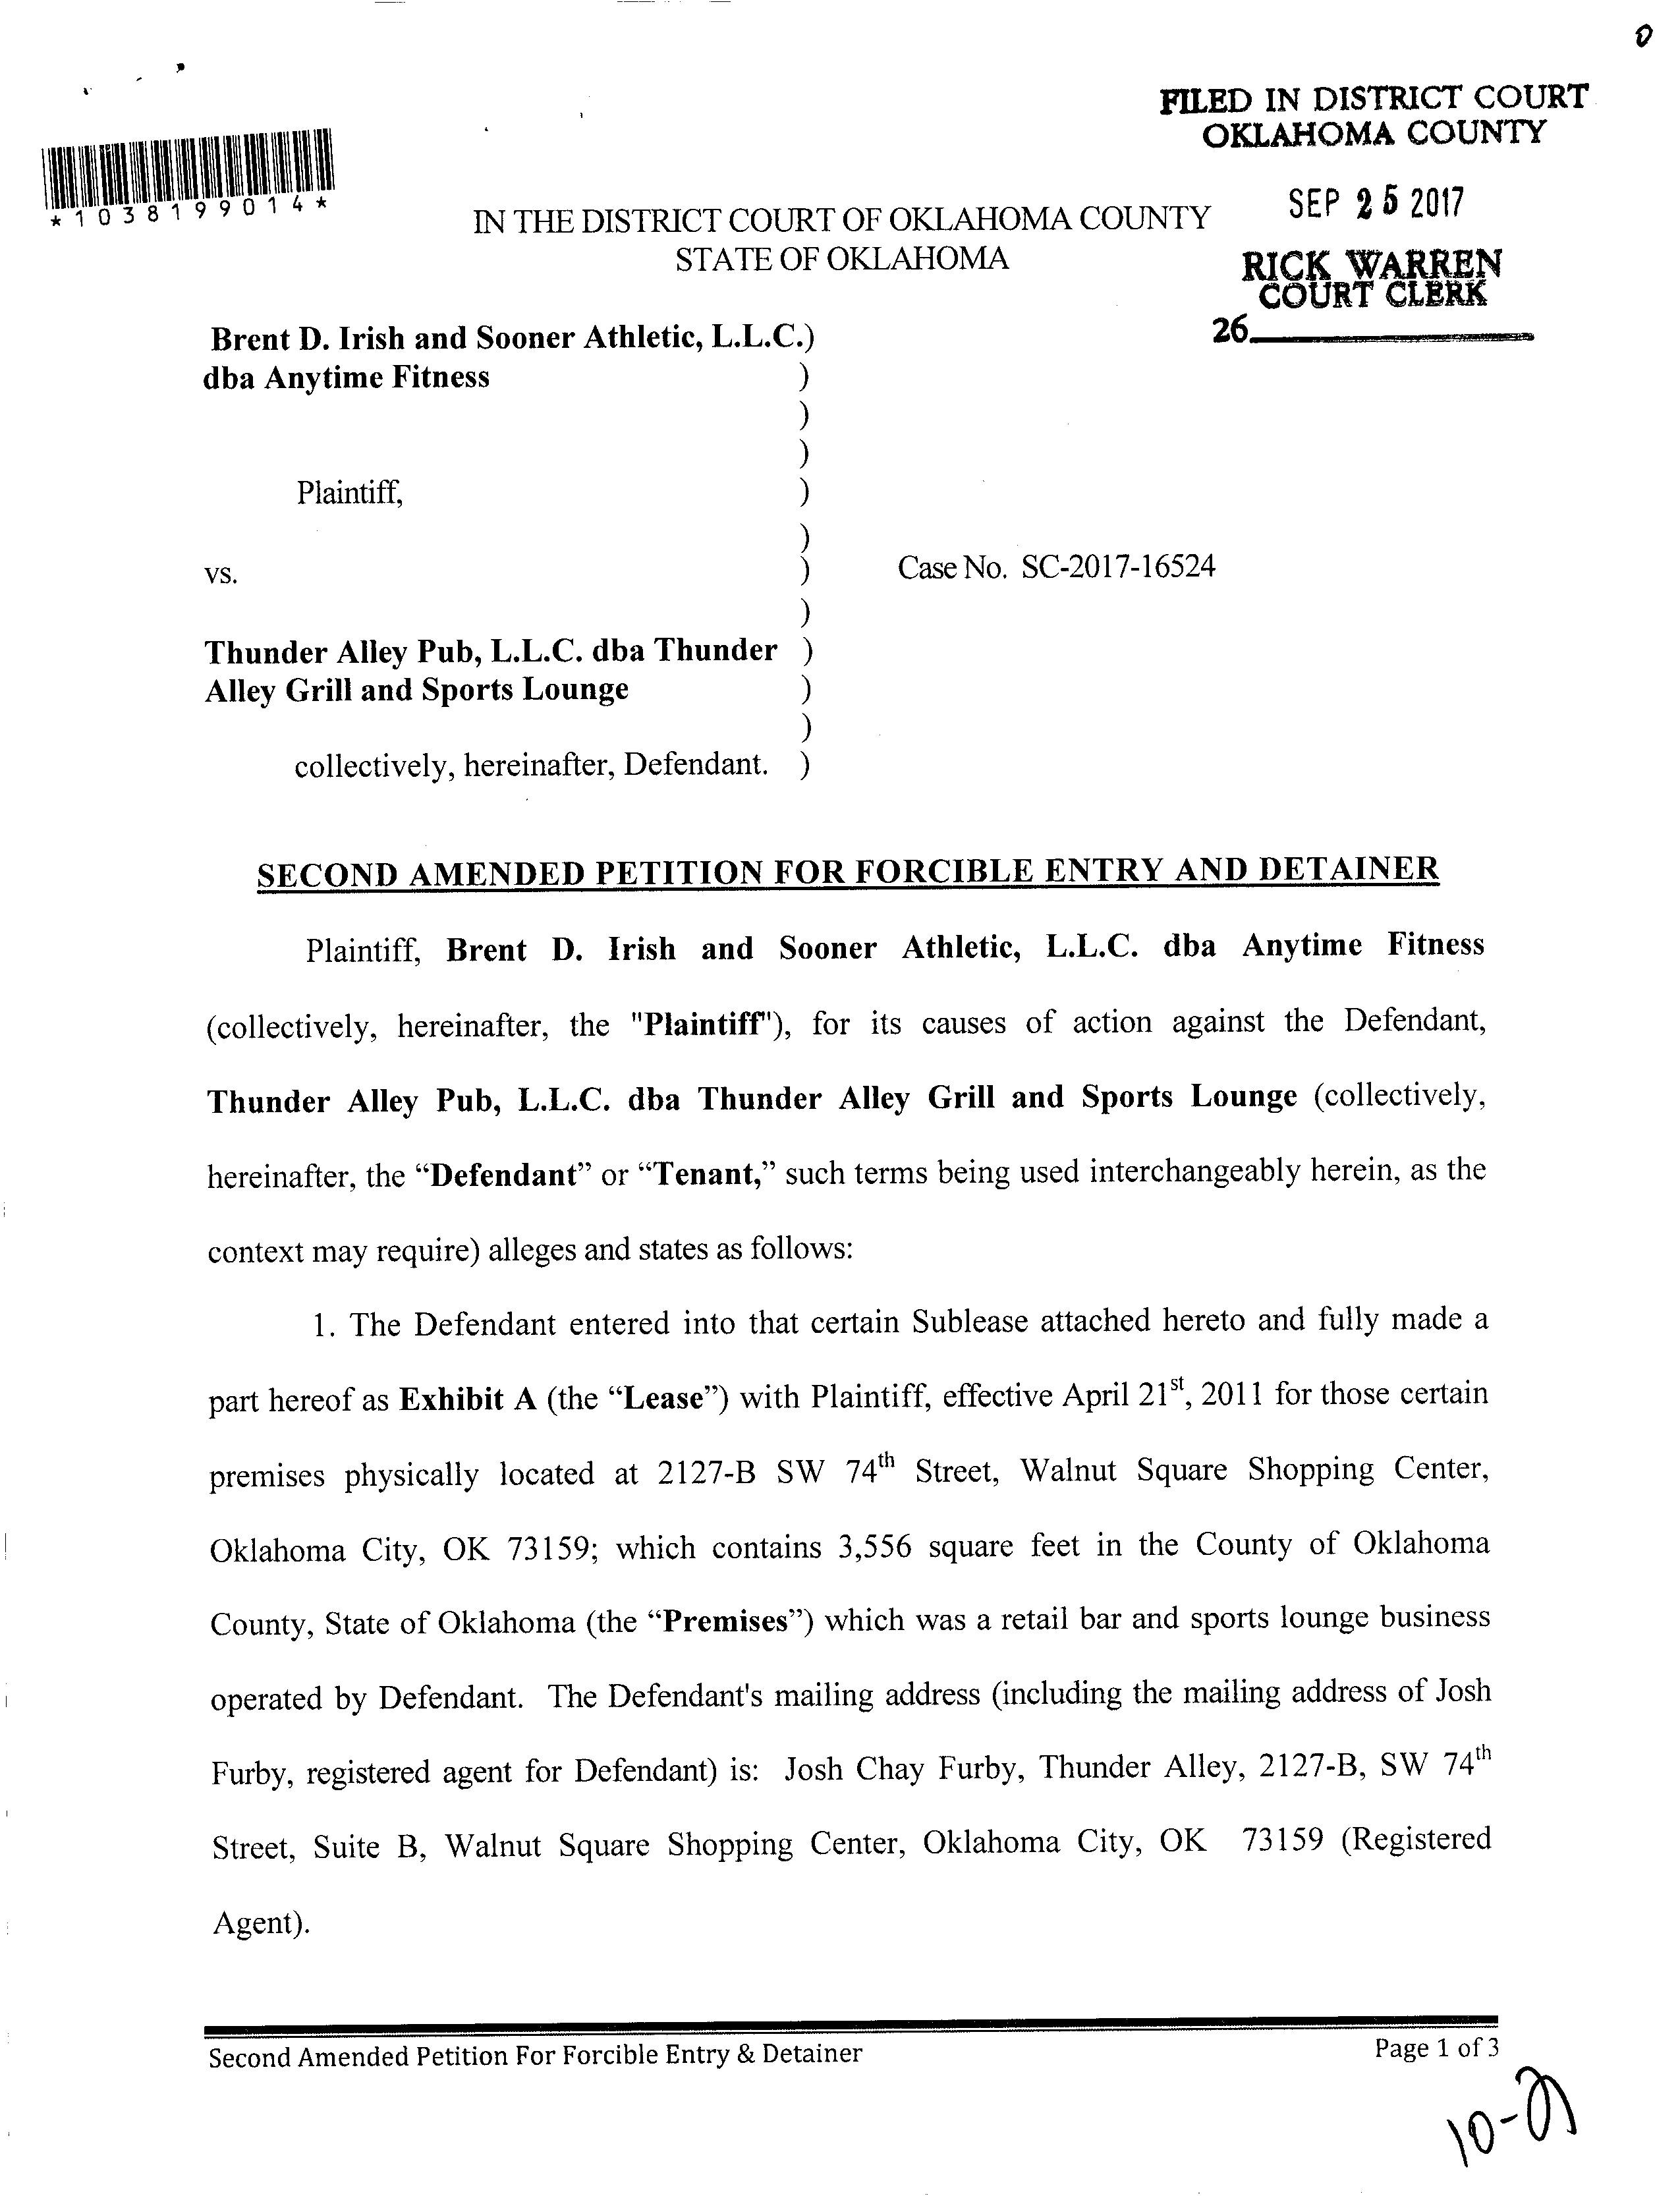 FILED IN DISTRICT COURT
OKLAHOMA COUNTY
SEP 25 2017
RICK WARREN
COURT CLERK
26
*1038199014*
IN THE DISTRICT COURT OF OKLAHOMA COUNTY
STATE OF OKLAHOMA
Brent D. Irish and Sooner Athletic, L.L.C.)
dba Anytime Fitness )
)
)
Plaintiff, )
)
vs. ) Case No. SC-2017-16524
)
Thunder Alley Pub, L.L.C. dba Thunder )
Alley Grill and Sports Lounge )
)
collectively, hereinafter, Defendant. )
SECOND AMENDED PETITION FOR FORCIBLE ENTRY AND DETAINER
Plaintiff, Brent D. Irish and Sooner Athletic, L.L.C. dba Anytime Fitness
(collectively, hereinafter, the "Plaintiff"), for its causes of action against the Defendant,
Thunder Alley Pub, L.L.C. dba Thunder Alley Grill and Sports Lounge (collectively,
hereinafter, the “Defendant” or “Tenant,” such terms being used interchangeably herein, as the
context may require) alleges and states as follows:
1. The Defendant entered into that certain Sublease attached hereto and fully made a
part hereof as Exhibit A (the “Lease”) with Plaintiff, effective April 21st, 2011 for those certain
premises physically located at 2127-B SW 74th Street, Walnut Square Shopping Center,
Oklahoma City, OK 73159; which contains 3,556 square feet in the County of Oklahoma
County, State of Oklahoma (the “Premises”) which was a retail bar and sports lounge business
operated by Defendant. The Defendant's mailing address (including the mailing address of Josh
Furby, registered agent for Defendant) is: Josh Chay Furby, Thunder Alley, 2127-B, SW 74th
Street, Suite B, Walnut Square Shopping Center, Oklahoma City, OK 73159 (Registered
Agent).
Second Amended Petition For Forcible Entry & Detainer Page 1 of 3